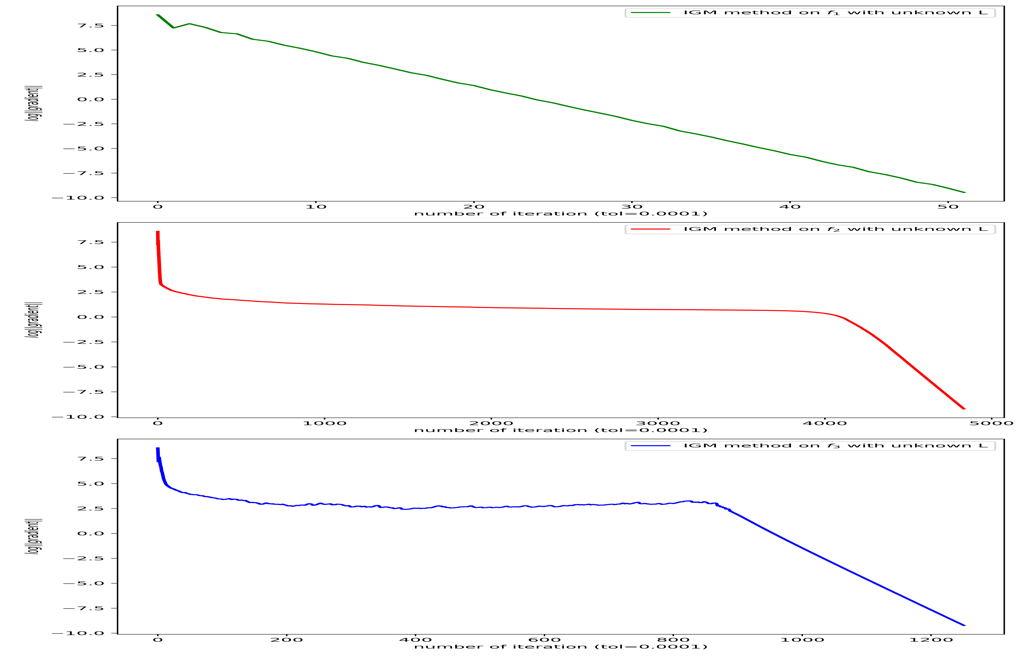 IGM method on f₁ with unknown L
7.5
5.0
2.5
0.0
−2.5
−5.0
−7.5
−10.0
log||gradient||
0 10 20 30 40 50
number of iteration (tol=0.0001)
IGM method on f₂ with unknown L
7.5
5.0
2.5
0.0
−2.5
−5.0
−7.5
−10.0
log||gradient||
0 1000 2000 3000 4000 5000
number of iteration (tol=0.0001)
IGM method on f₃ with unknown L
7.5
5.0
2.5
0.0
−2.5
−5.0
−7.5
−10.0
log||gradient||
0 200 400 600 800 1000 1200
number of iteration (tol=0.0001)